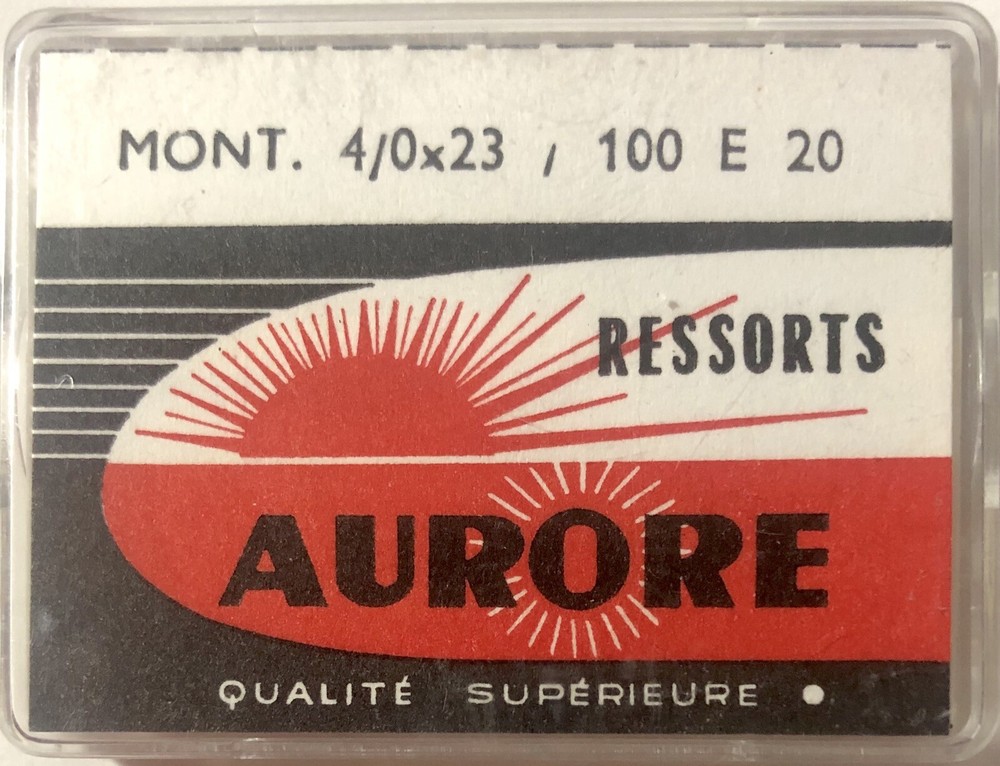 MONT. 4/0x23 , 100 E 20
RESSORTS
AURORE
QUALITÉ SUPÉRIEURE